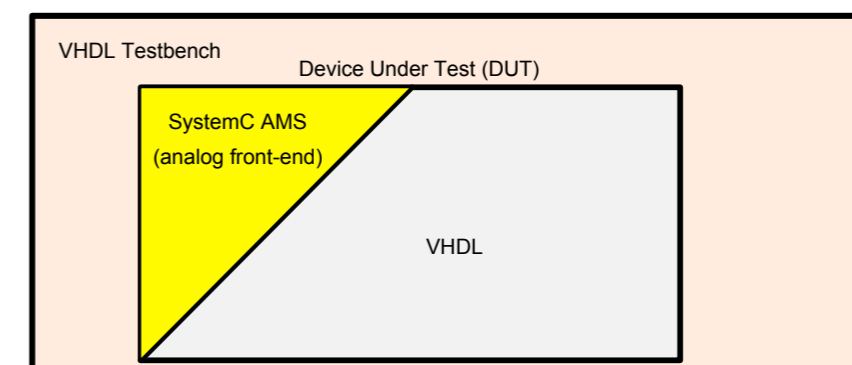 VHDL Testbench
Device Under Test (DUT)
SystemC AMS
(analog front-end)
VHDL